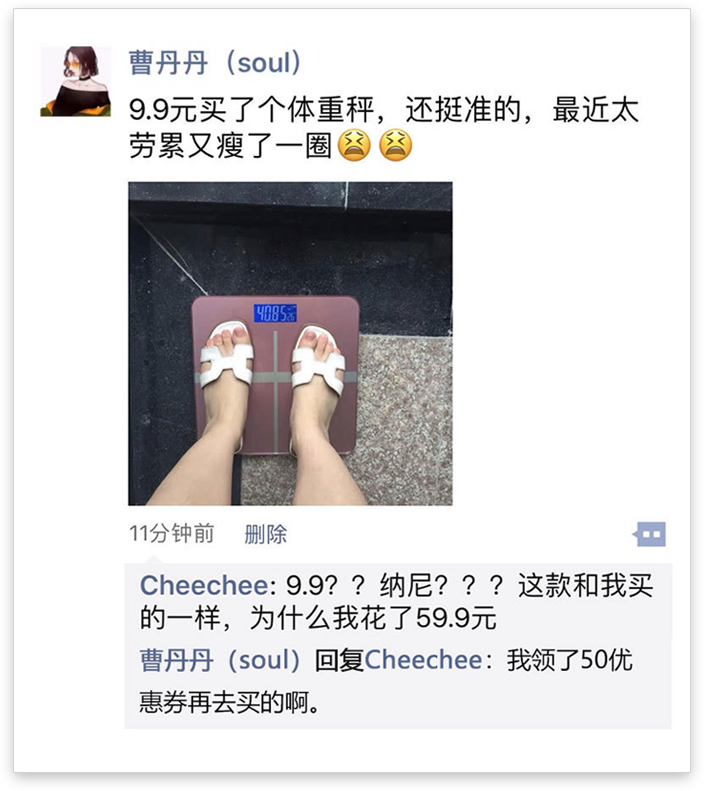 曹丹丹（soul）
9.9元买了个体重秤，还挺准的，最近太
劳累又瘦了一圈😫😫
40.85
11分钟前 删除
Cheechee: 9.9？？纳尼？？？这款和我买
的一样，为什么我花了59.9元
曹丹丹（soul）回复Cheechee：我领了50优
惠券再去买的啊。